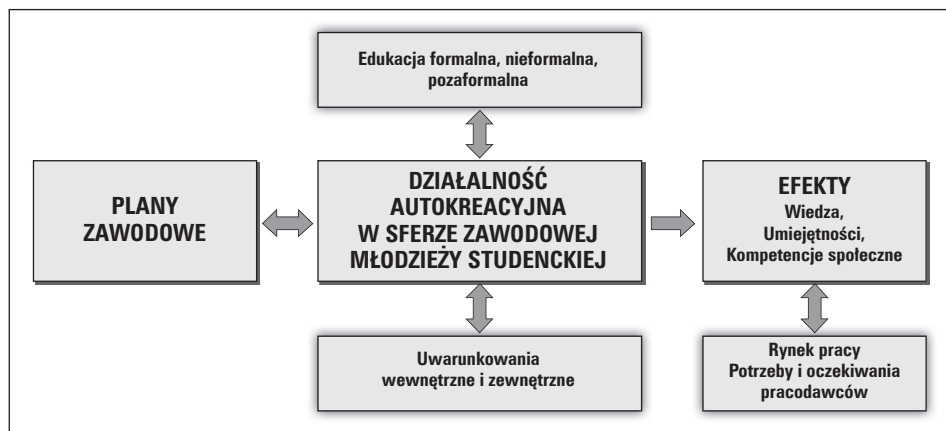 Edukacja formalna, nieformalna,
pozaformalna
PLANY
ZAWODOWE
DZIAŁALNOŚĆ
AUTOKREACYJNA
W SFERZE ZAWODOWEJ
MŁODZIEŻY STUDENCKIEJ
EFEKTY
Wiedza,
Umiejętności,
Kompetencje społeczne
Uwarunkowania
wewnętrzne i zewnętrzne
Rynek pracy
Potrzeby i oczekiwania
pracodawców